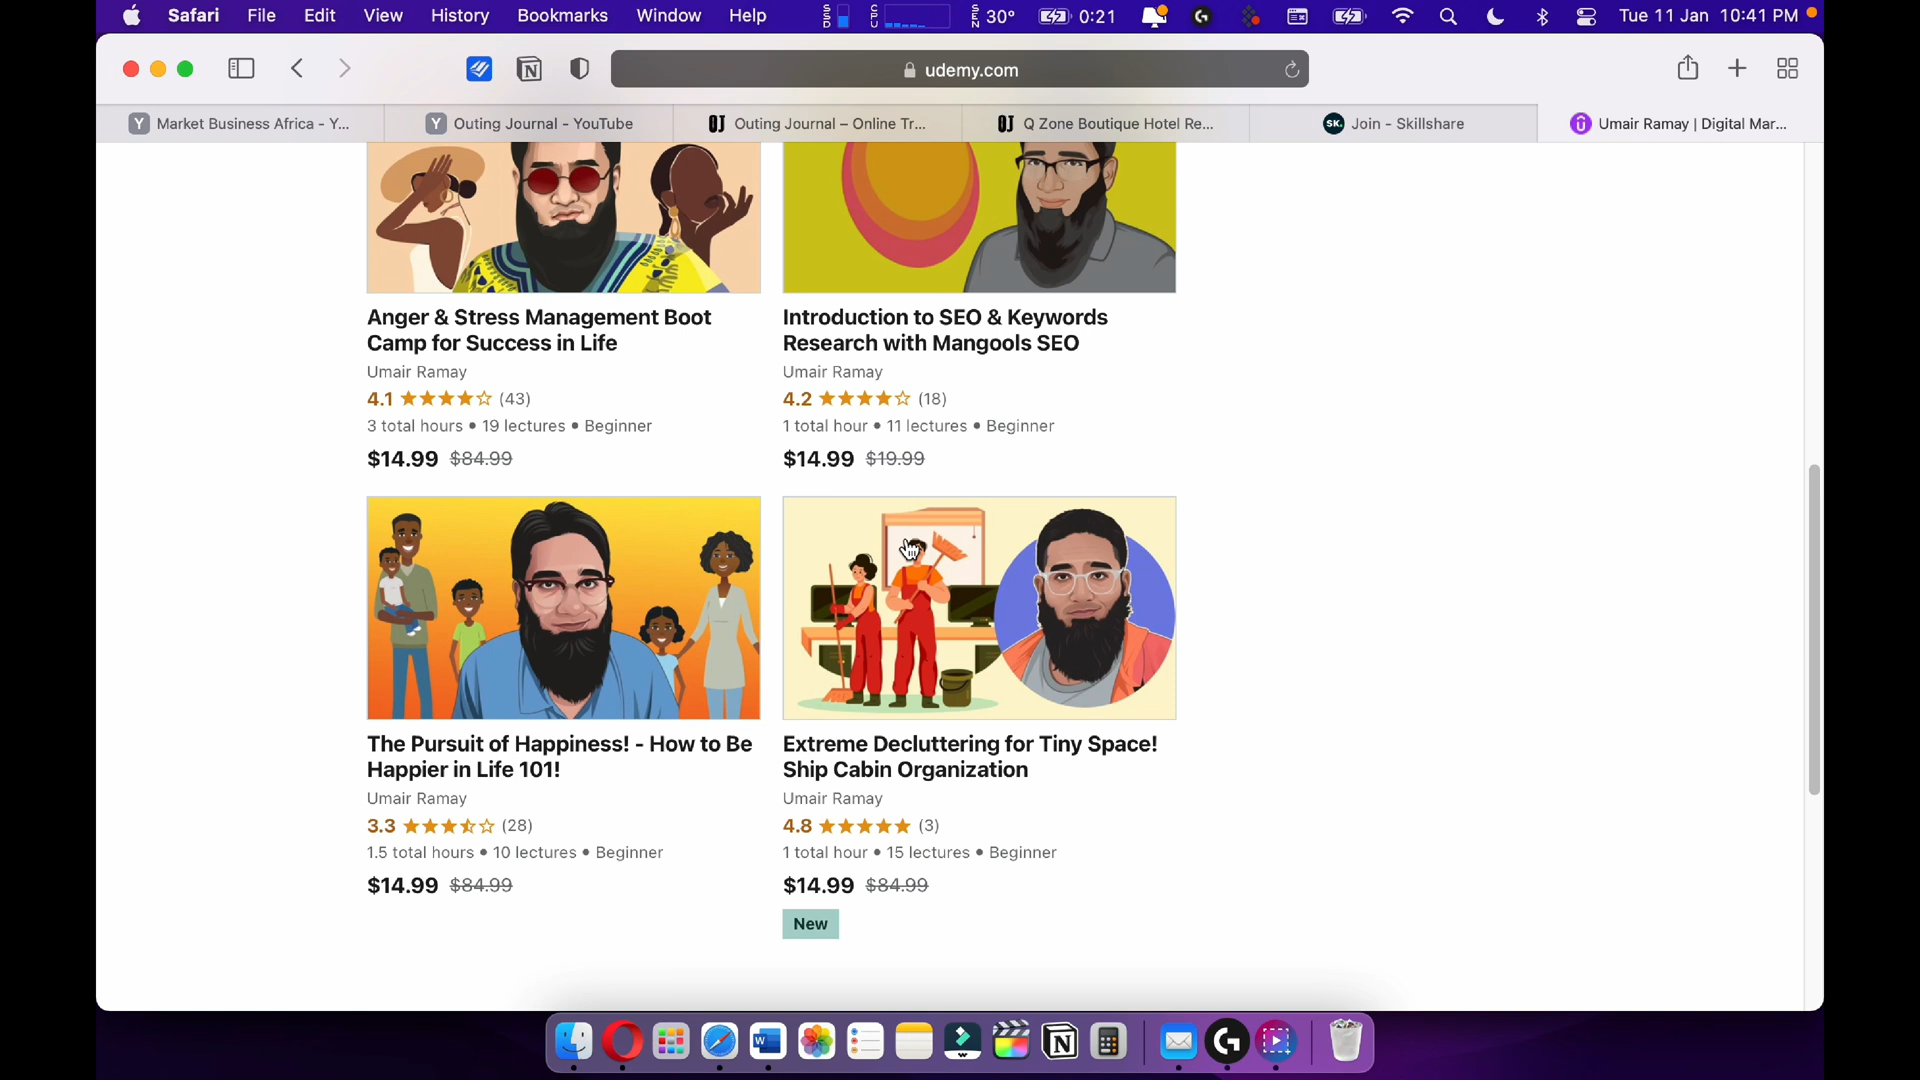 Safari File Edit View History Bookmarks Window Help SSD CPU SEN 30° 0:21 Tue 11 Jan 10:41 PM
udemy.com
Y Market Business Africa - Y... Y Outing Journal - YouTube OJ Outing Journal – Online Tr... OJ Q Zone Boutique Hotel Re... SK. Join - Skillshare Umair Ramay | Digital Mar...
Anger & Stress Management Boot
Camp for Success in Life
Umair Ramay
4.1 (43)
3 total hours • 19 lectures • Beginner
$14.99 $84.99
Introduction to SEO & Keywords
Research with Mangools SEO
Umair Ramay
4.2 (18)
1 total hour • 11 lectures • Beginner
$14.99 $19.99
The Pursuit of Happiness! - How to Be
Happier in Life 101!
Umair Ramay
3.3 (28)
1.5 total hours • 10 lectures • Beginner
$14.99 $84.99
Extreme Decluttering for Tiny Space!
Ship Cabin Organization
Umair Ramay
4.8 (3)
1 total hour • 15 lectures • Beginner
$14.99 $84.99
New